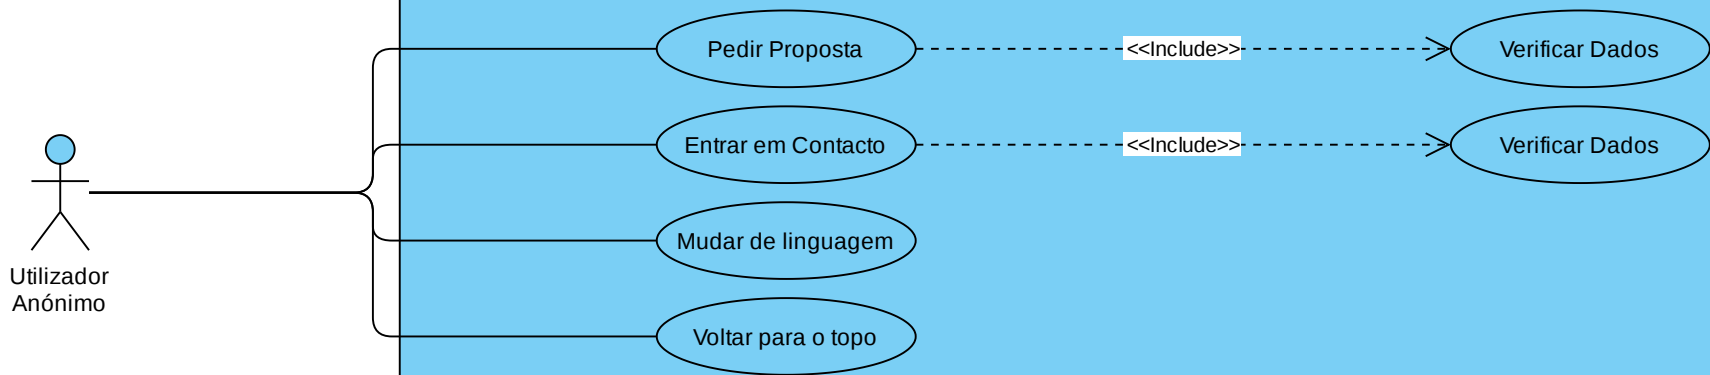 Pedir Proposta
<<Include>>
Verificar Dados
Entrar em Contacto
<<Include>>
Verificar Dados
Mudar de linguagem
Utilizador
Anónimo
Voltar para o topo